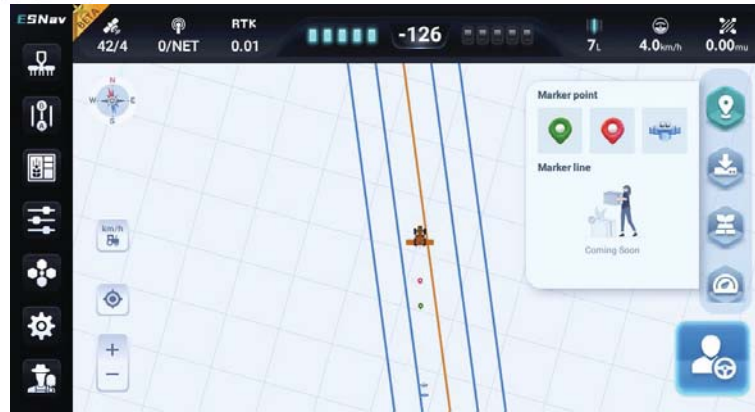 ESNav
BETA
42/4
0/NET
RTK
0.01
-126
7L
4.0km/h
0.00mu
N
W
E
S
Marker point
Marker line
Coming Soon
km/h
+
−